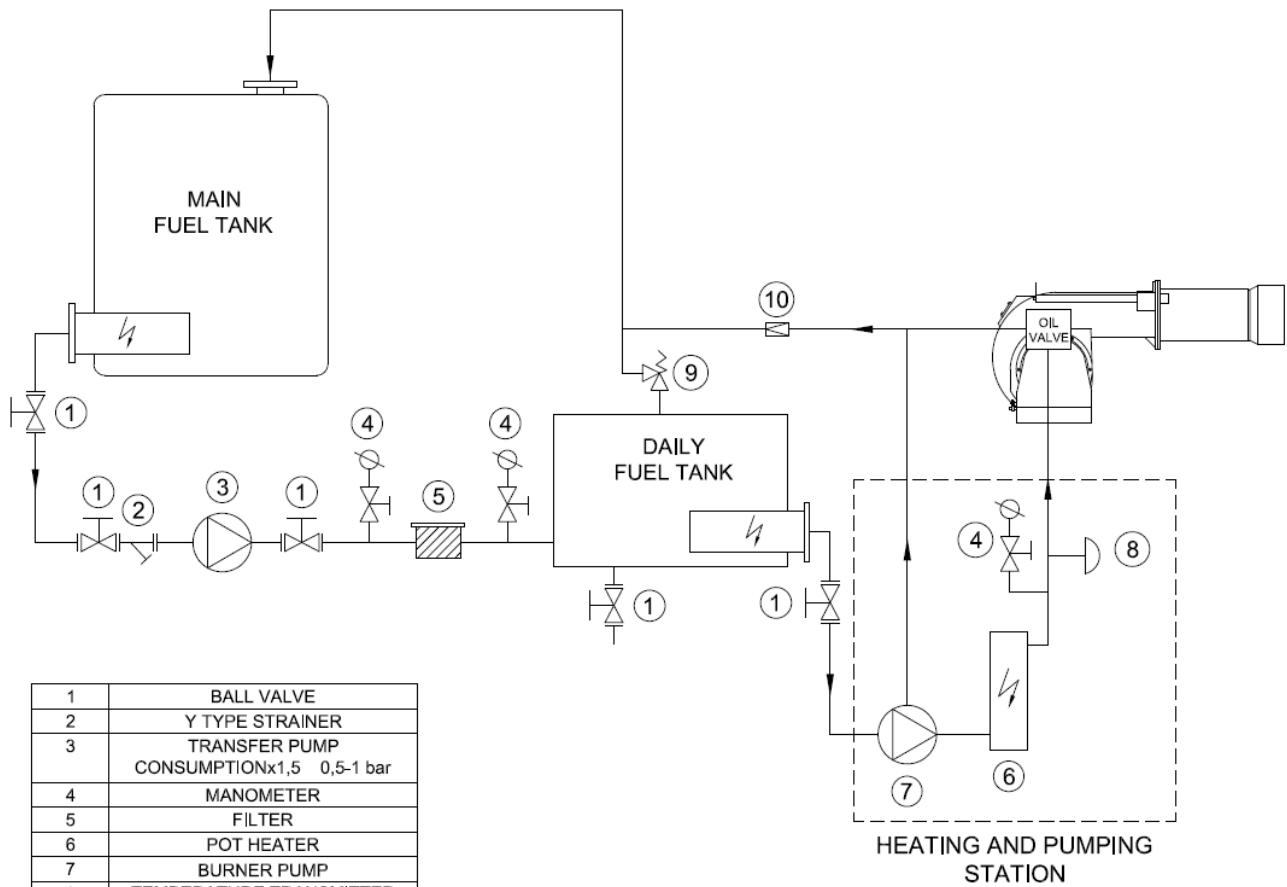 MAIN
FUEL TANK
10
OIL
VALVE
9
1
4
4
DAILY
FUEL TANK
1
2
3
1
5
4
8
1
1
7
6
HEATING AND PUMPING
STATION
1 BALL VALVE
2 Y TYPE STRAINER
3 TRANSFER PUMP
CONSUMPTIONx1,5 0,5-1 bar
4 MANOMETER
5 FILTER
6 POT HEATER
7 BURNER PUMP
TEMPERATURE TRANSMITTER